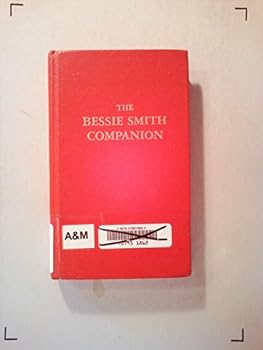 THE
BESSIE SMITH
COMPANION
A&M